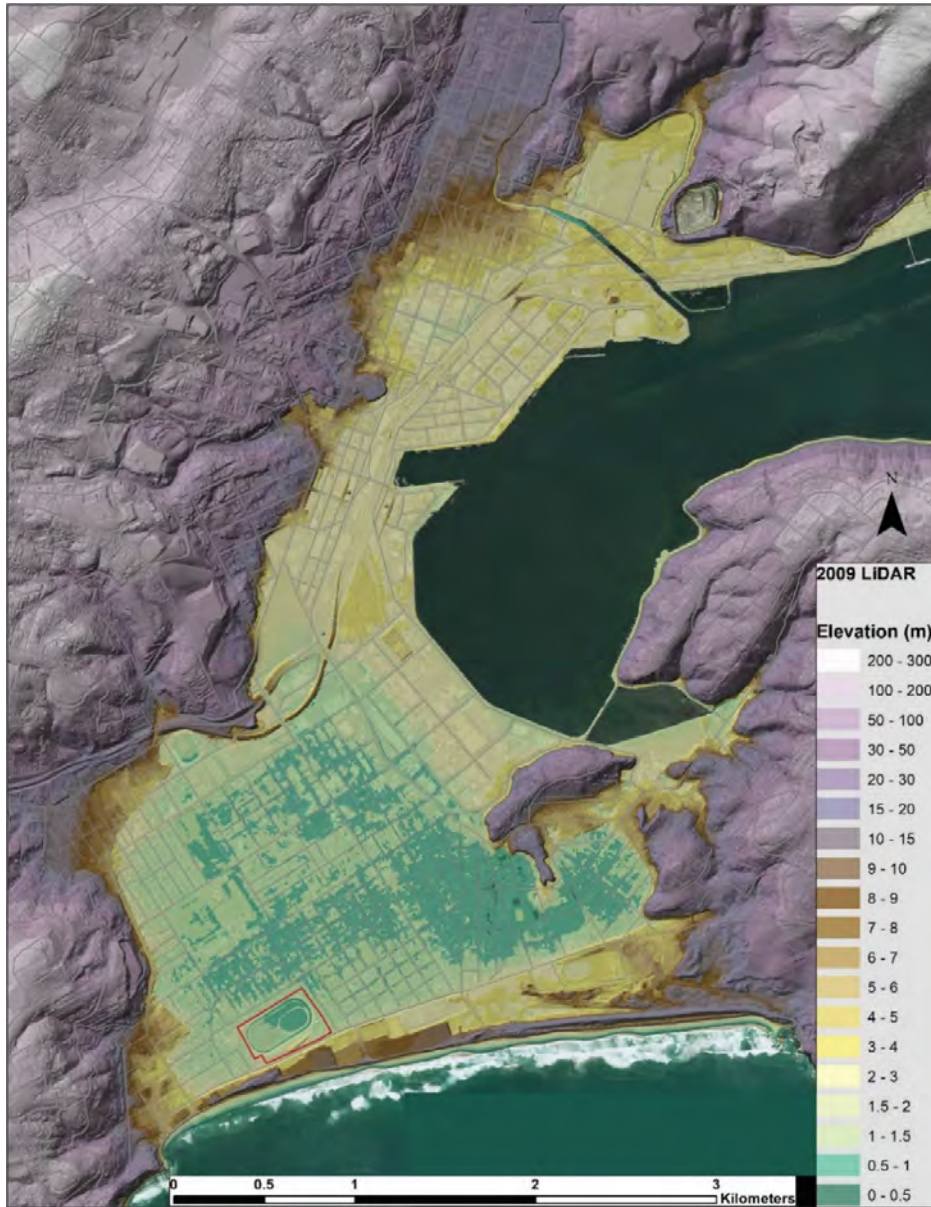 N
2009 LiDAR
Elevation (m)
200 - 300
100 - 200
50 - 100
30 - 50
20 - 30
15 - 20
10 - 15
9 - 10
8 - 9
7 - 8
6 - 7
5 - 6
4 - 5
3 - 4
2 - 3
1.5 - 2
1 - 1.5
0.5 - 1
0 - 0.5
0 0.5 1 2 3
Kilometers